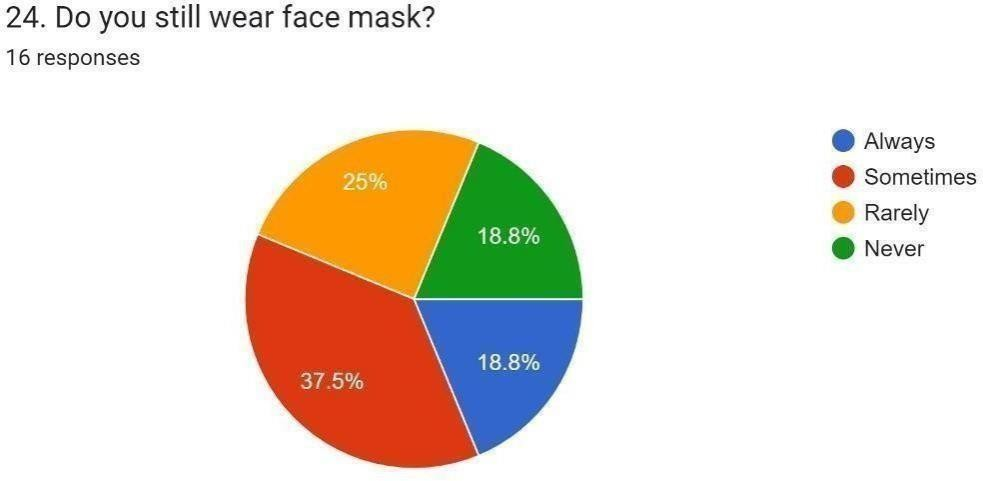 24. Do you still wear face mask?
16 responses
25%
18.8%
37.5%
18.8%
Always
Sometimes
Rarely
Never